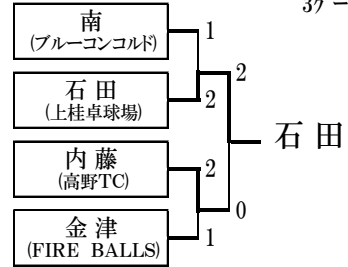 3ゲー
南
(ブルーコンコルド)
1
2
石田
(上桂卓球場)
2
石田
内藤
(高野TC)
2
0
金津
(FIRE BALLS)
1